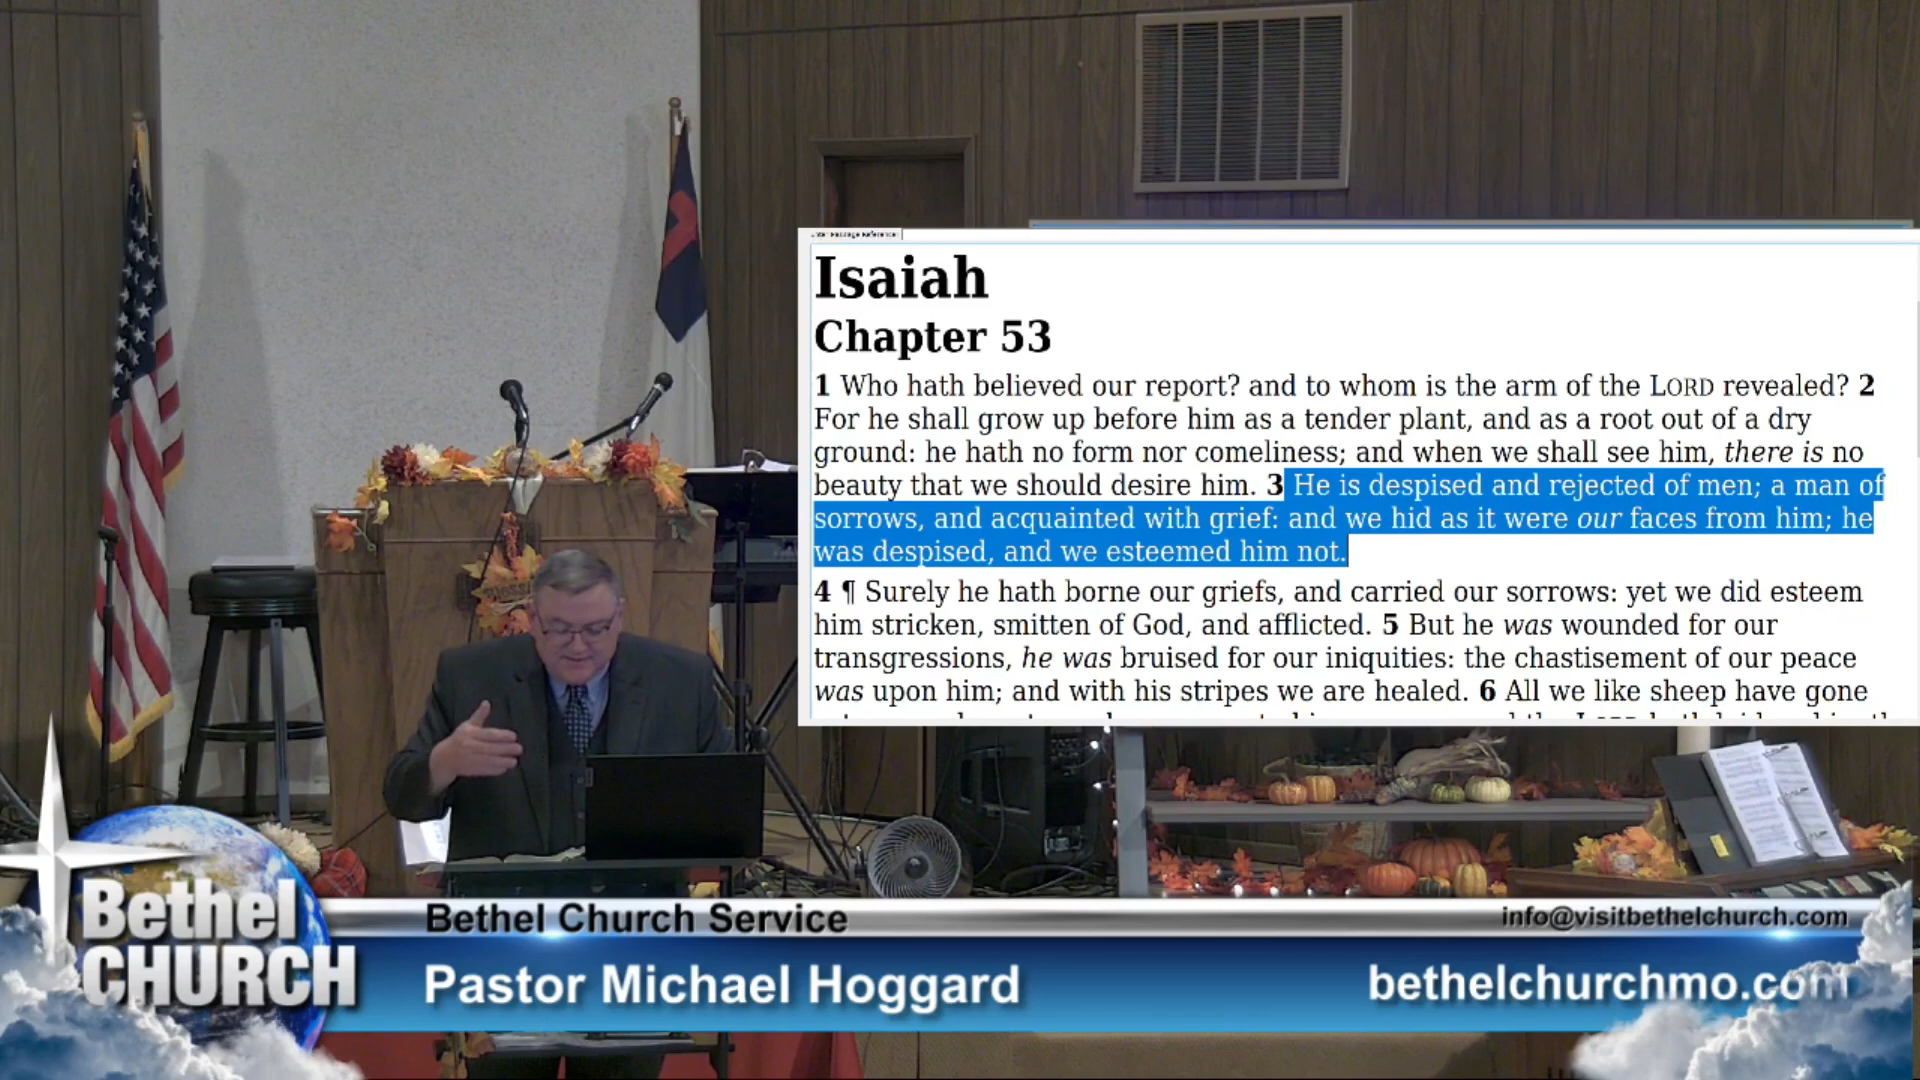 Isaiah
Chapter 53
1 Who hath believed our report? and to whom is the arm of the LORD revealed? 2
For he shall grow up before him as a tender plant, and as a root out of a dry
ground: he hath no form nor comeliness; and when we shall see him, there is no
beauty that we should desire him. 3 He is despised and rejected of men; a man of
sorrows, and acquainted with grief: and we hid as it were our faces from him; he
was despised, and we esteemed him not.
4 ¶ Surely he hath borne our griefs, and carried our sorrows: yet we did esteem
him stricken, smitten of God, and afflicted. 5 But he was wounded for our
transgressions, he was bruised for our iniquities: the chastisement of our peace
was upon him; and with his stripes we are healed. 6 All we like sheep have gone
Bethel
CHURCH
Bethel Church Service
info@visitbethelchurch.com
Pastor Michael Hoggard
bethelchurchmo.com